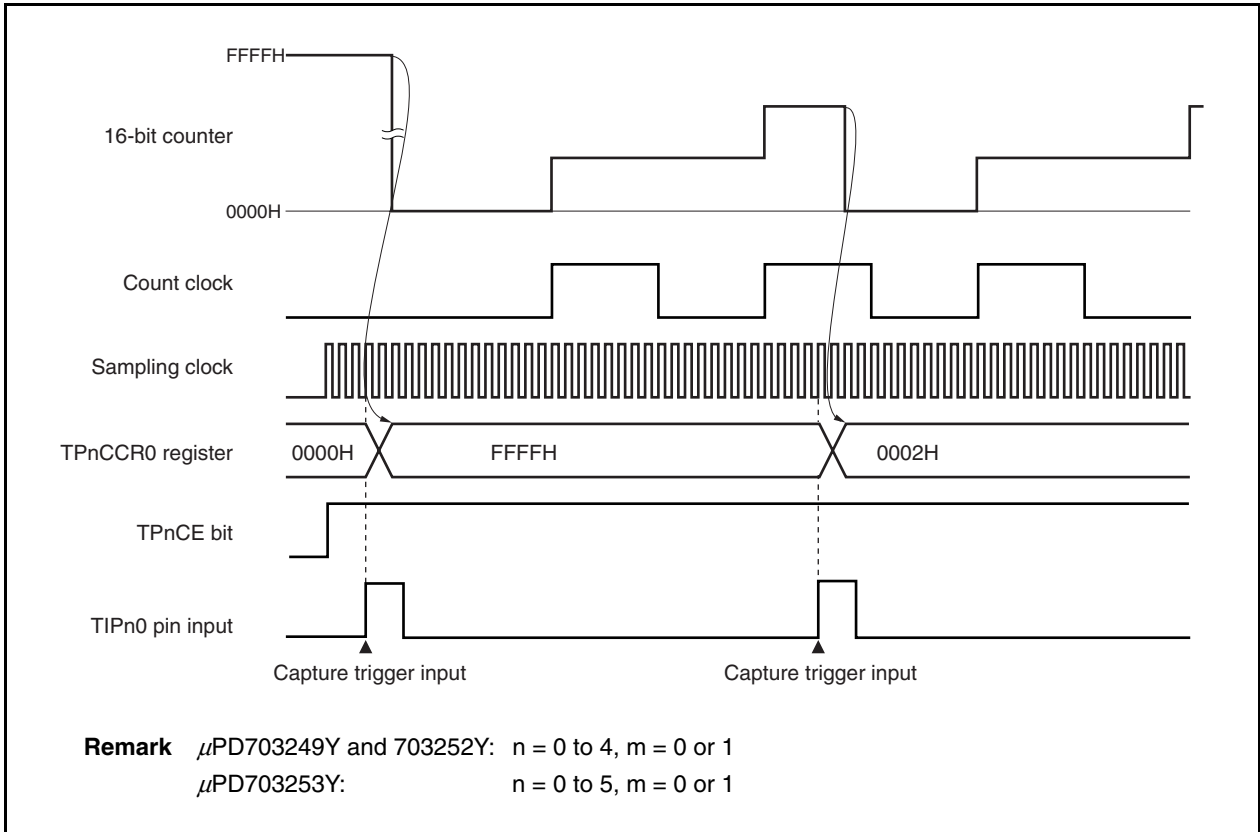 FFFFH
16-bit counter
0000H
Count clock
Sampling clock
TPnCCR0 register
0000H
FFFFH
0002H
TPnCE bit
TIPn0 pin input
Capture trigger input
Capture trigger input
Remark μPD703249Y and 703252Y: n = 0 to 4, m = 0 or 1
μPD703253Y: n = 0 to 5, m = 0 or 1